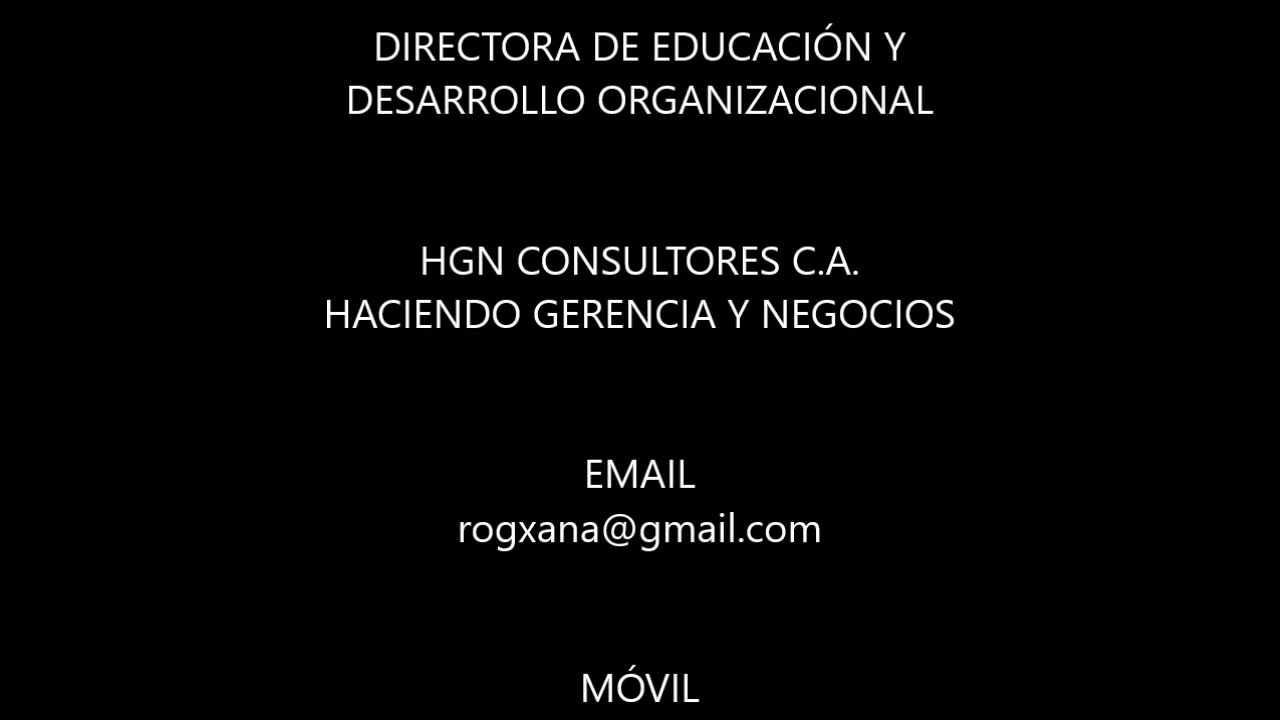 DIRECTORA DE EDUCACIÓN Y
DESARROLLO ORGANIZACIONAL
HGN CONSULTORES C.A.
HACIENDO GERENCIA Y NEGOCIOS
EMAIL
rogxana@gmail.com
MÓVIL